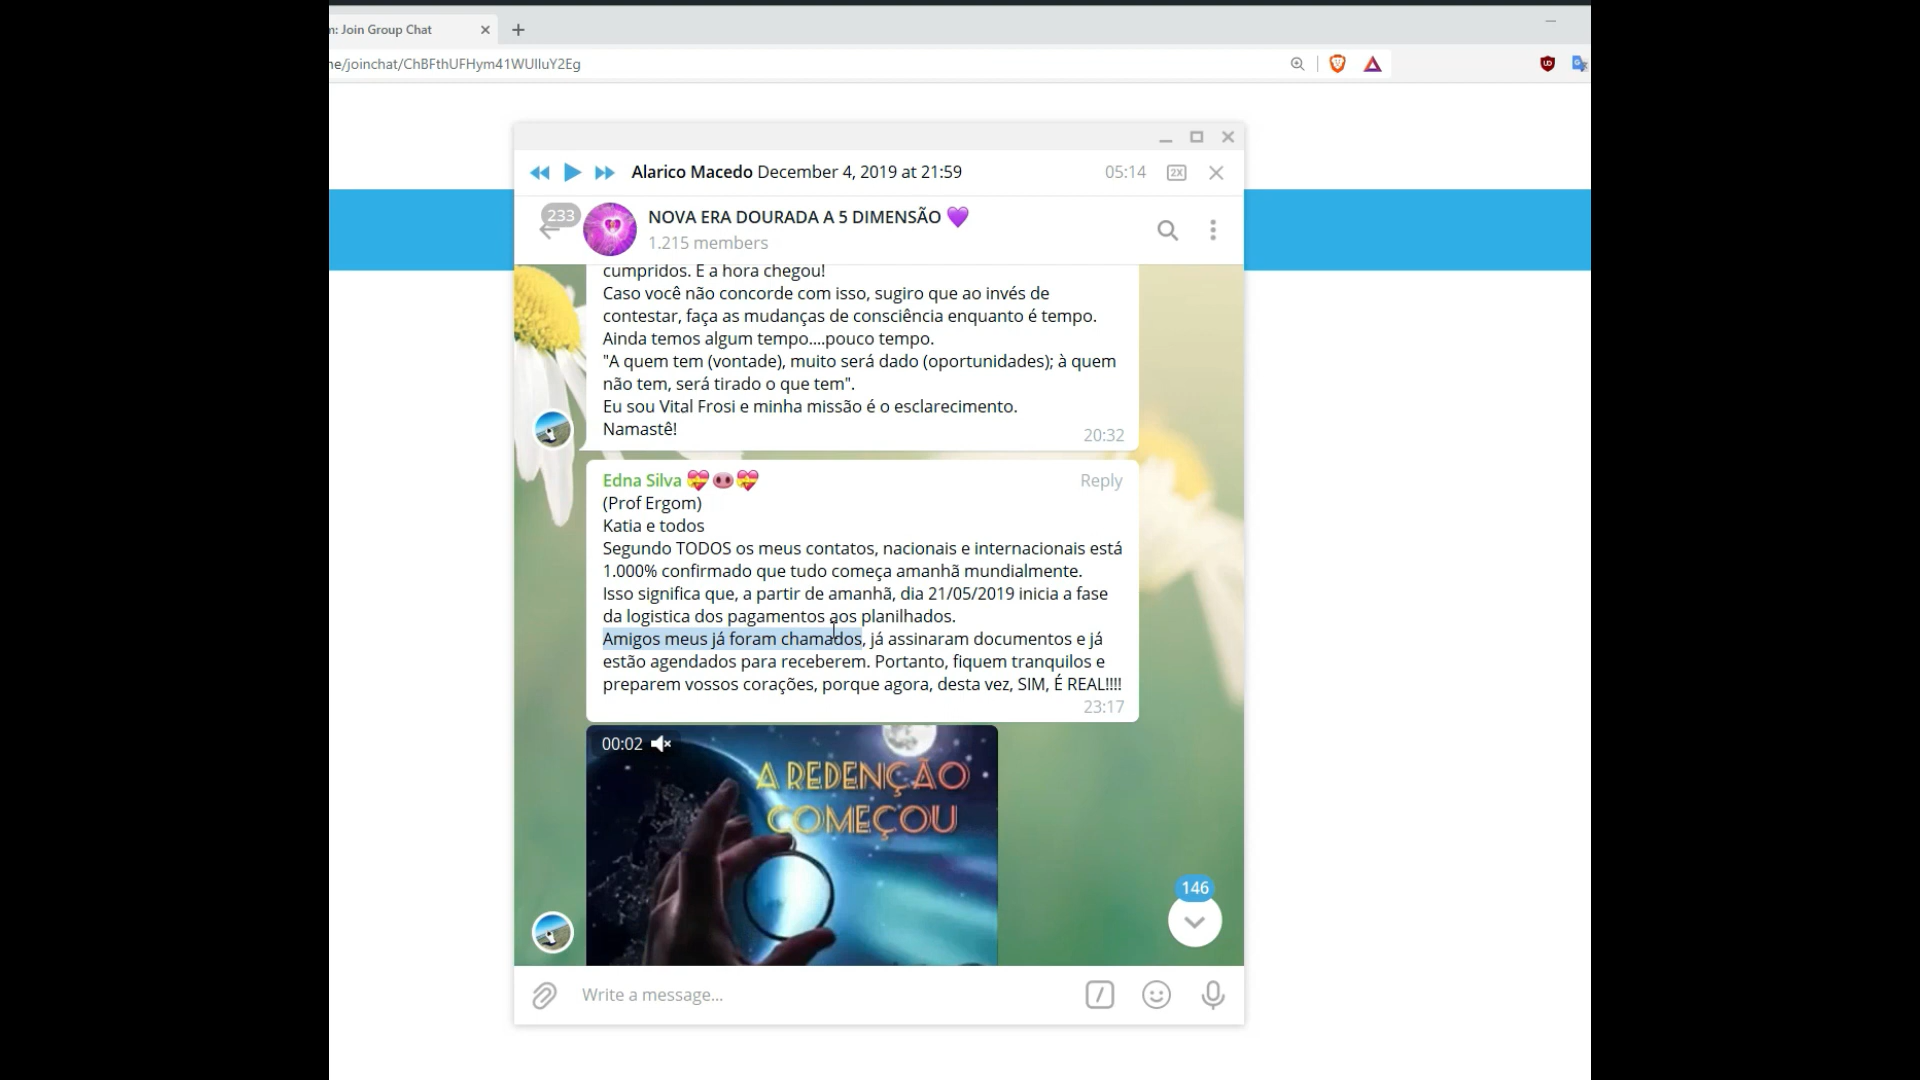 n: Join Group Chat
ne/joinchat/ChBFthUFHym41WUlluY2Eg
Alarico Macedo December 4, 2019 at 21:59
05:14
2X
233
NOVA ERA DOURADA A 5 DIMENSÃO 💜
1.215 members
cumpridos. E a hora chegou!
Caso você não concorde com isso, sugiro que ao invés de
contestar, faça as mudanças de consciência enquanto é tempo.
Ainda temos algum tempo....pouco tempo.
"A quem tem (vontade), muito será dado (oportunidades); à quem
não tem, será tirado o que tem".
Eu sou Vital Frosi e minha missão é o esclarecimento.
Namastê!
20:32
Edna Silva 💝🐽💝
Reply
(Prof Ergom)
Katia e todos
Segundo TODOS os meus contatos, nacionais e internacionais está
1.000% confirmado que tudo começa amanhã mundialmente.
Isso significa que, a partir de amanhã, dia 21/05/2019 inicia a fase
da logistica dos pagamentos aos planilhados.
Amigos meus já foram chamados, já assinaram documentos e já
estão agendados para receberem. Portanto, fiquem tranquilos e
preparem vossos corações, porque agora, desta vez, SIM, É REAL!!!!
23:17
00:02
A REDENÇÃO
COMEÇOU
146
Write a message...